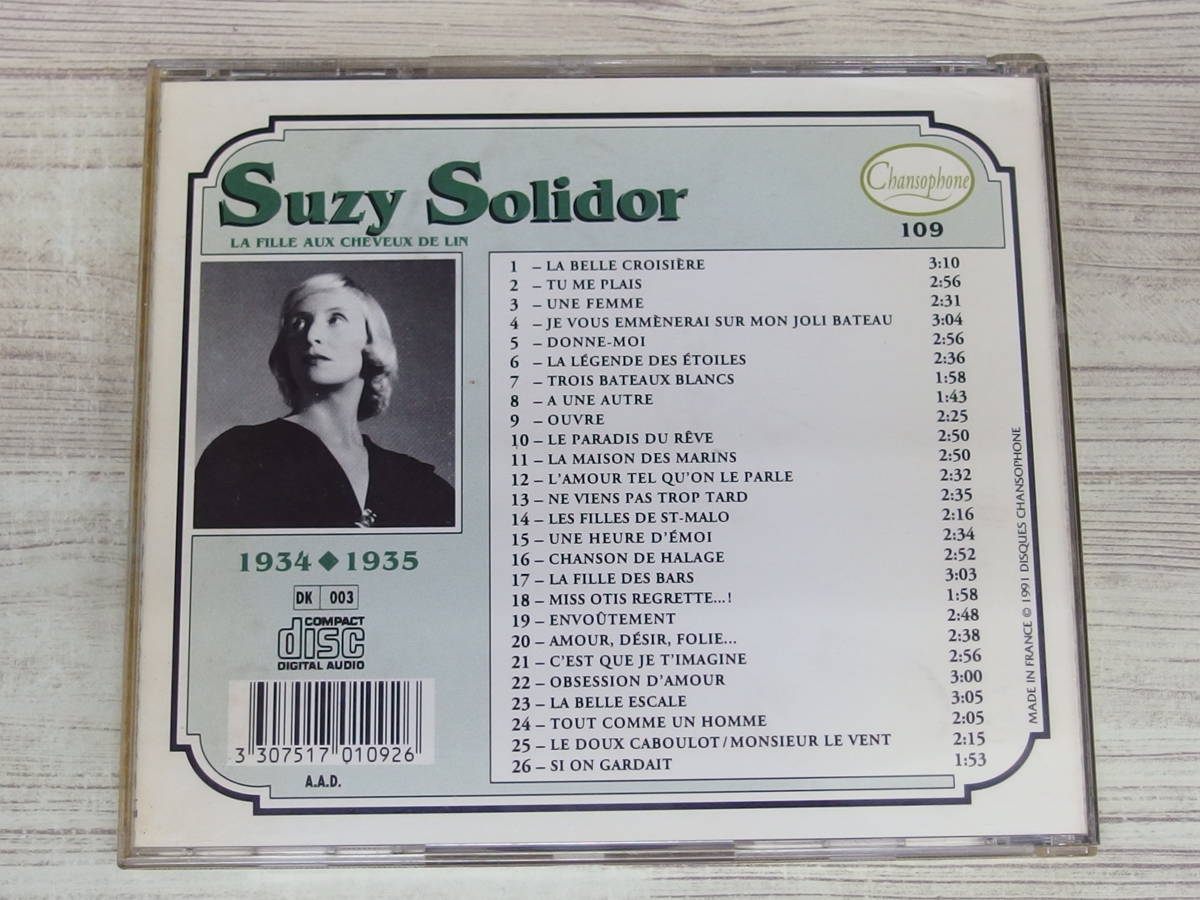 Suzy Solidor
LA FILLE AUX CHEVEUX DE LIN
Chansophone
109
1 – LA BELLE CROISIÈRE 3:10
2 – TU ME PLAIS 2:56
3 – UNE FEMME 2:31
4 – JE VOUS EMMÈNERAI SUR MON JOLI BATEAU 3:04
5 – DONNE-MOI 2:56
6 – LA LÉGENDE DES ÉTOILES 2:36
7 – TROIS BATEAUX BLANCS 1:58
8 – A UNE AUTRE 1:43
9 – OUVRE 2:25
10 – LE PARADIS DU RÊVE 2:50
11 – LA MAISON DES MARINS 2:50
12 – L'AMOUR TEL QU'ON LE PARLE 2:32
13 – NE VIENS PAS TROP TARD 2:35
14 – LES FILLES DE ST-MALO 2:16
15 – UNE HEURE D'ÉMOI 2:34
16 – CHANSON DE HALAGE 2:52
17 – LA FILLE DES BARS 3:03
18 – MISS OTIS REGRETTE...! 1:58
19 – ENVOÛTEMENT 2:48
20 – AMOUR, DÉSIR, FOLIE... 2:38
21 – C'EST QUE JE T'IMAGINE 2:56
22 – OBSESSION D'AMOUR 3:00
23 – LA BELLE ESCALE 3:05
24 – TOUT COMME UN HOMME 2:05
25 – LE DOUX CABOULOT / MONSIEUR LE VENT 2:15
26 – SI ON GARDAIT 1:53
1934 ◆ 1935
DK 003
COMPACT
disc
DIGITAL AUDIO
3 307517 010926
A.A.D.
MADE IN FRANCE © 1991 DISQUES CHANSOPHONE